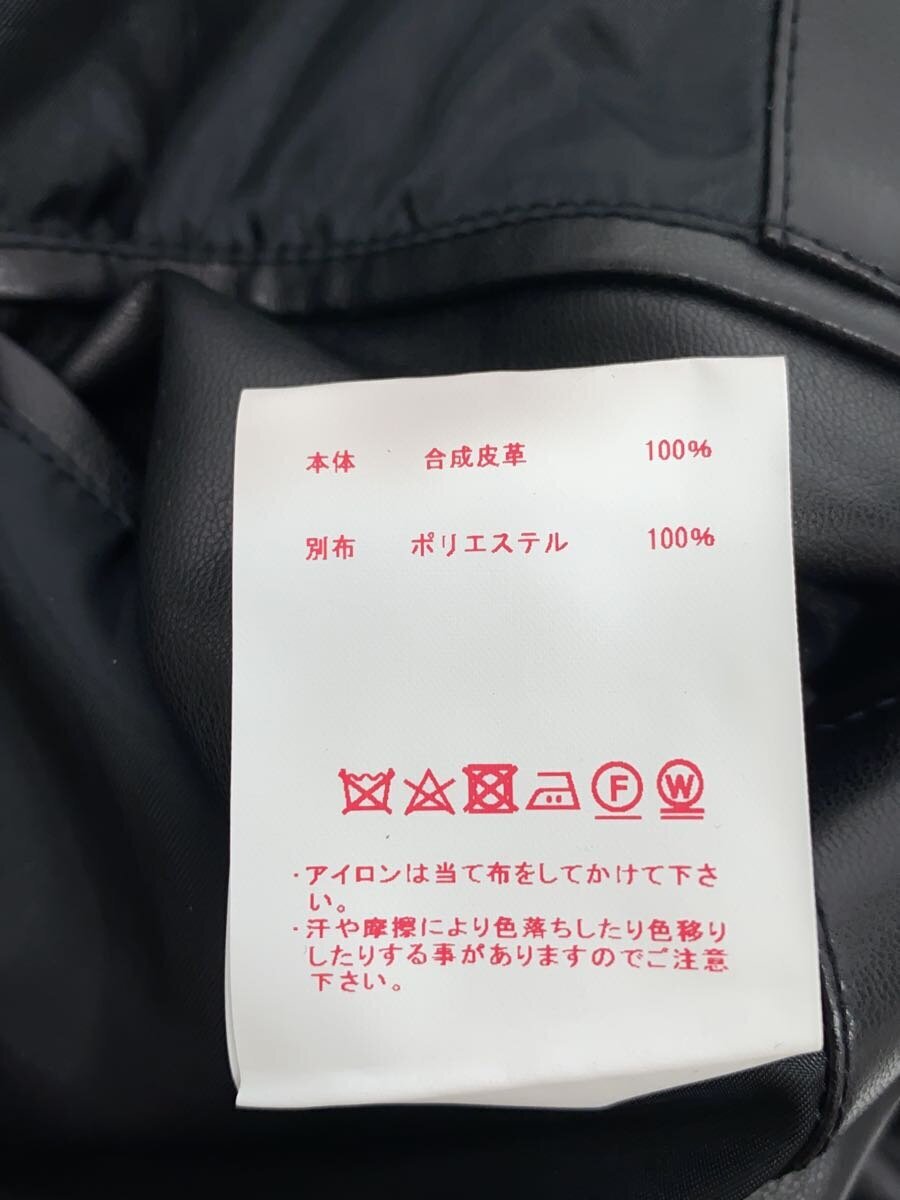 本体 合成皮革 100%
別布 ポリエステル 100%
F W
・アイロンは当て布をしてかけて下さ
い。
・汗や摩擦により色落ちしたり色移り
したりする事がありますのでご注意
下さい。